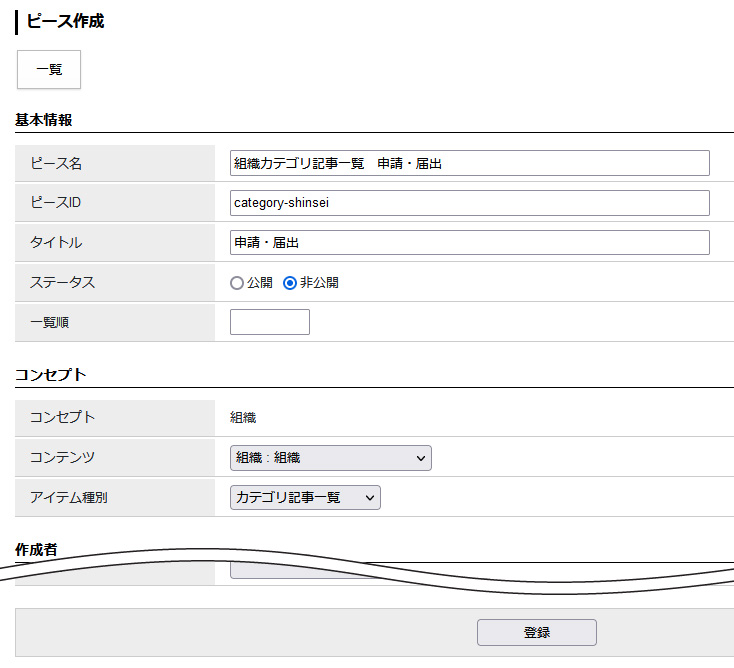 ピース作成
一覧
基本情報
ピース名 組織カテゴリ記事一覧　申請・届出
ピースID category-shinsei
タイトル 申請・届出
ステータス 公開 非公開
一覧順
コンセプト
コンセプト 組織
コンテンツ 組織：組織
アイテム種別 カテゴリ記事一覧
作成者
登録